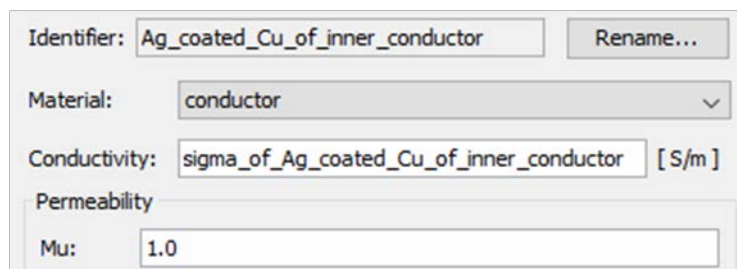 Identifier: Ag_coated_Cu_of_inner_conductor Rename...
Material: conductor
Conductivity: sigma_of_Ag_coated_Cu_of_inner_conductor [S/m]
Permeability
Mu: 1.0